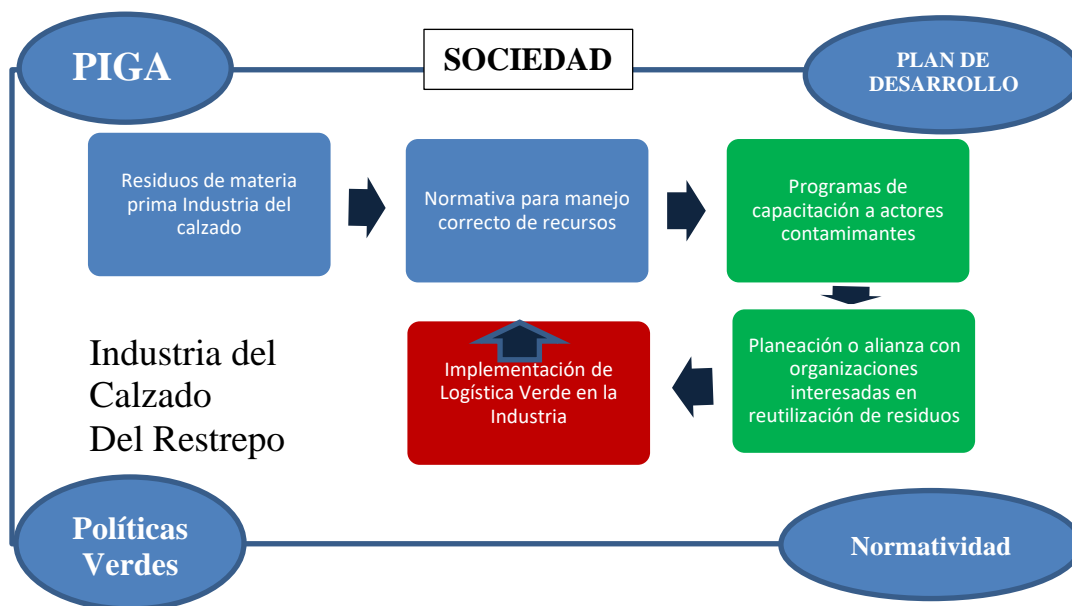 PIGA
SOCIEDAD
PLAN DE
DESARROLLO
Residuos de materia
prima Industria del
calzado
Normativa para manejo
correcto de recursos
Programas de
capacitación a actores
contamimantes
Industria del
Calzado
Del Restrepo
Implementación de
Logística Verde en la
Industria
Planeación o alianza con
organizaciones
interesadas en
reutilización de residuos
Políticas
Verdes
Normatividad